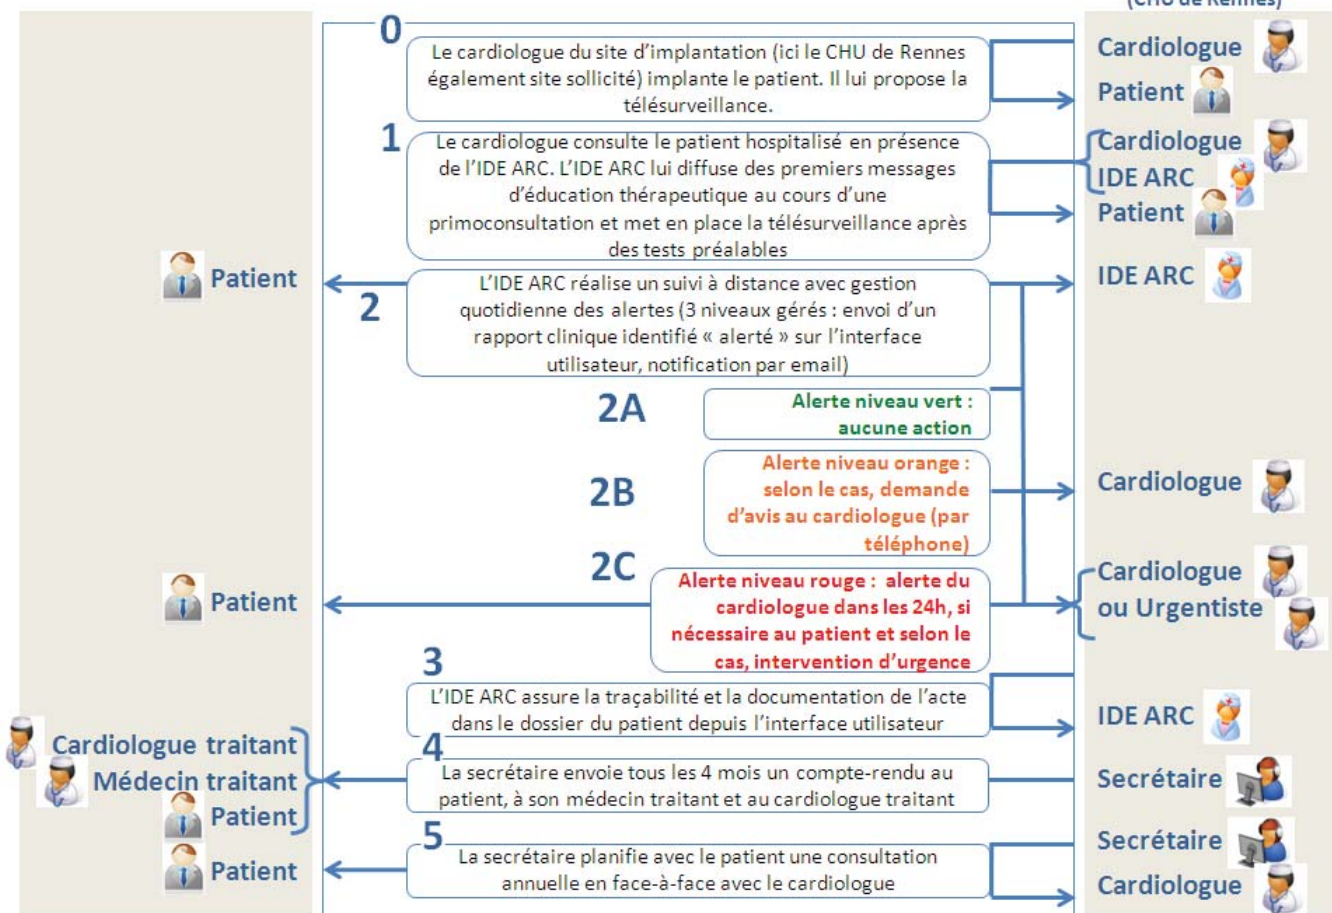 (CHU de Rennes)
0
Le cardiologue du site d'implantation (ici le CHU de Rennes
également site sollicité) implante le patient. Il lui propose la
télésurveillance.
Cardiologue
Patient
1
Le cardiologue consulte le patient hospitalisé en présence
de l'IDE ARC. L'IDE ARC lui diffuse des premiers messages
d'éducation thérapeutique au cours d'une
primoconsultation et met en place la télésurveillance après
des tests préalables
Cardiologue
IDE ARC
Patient
Patient
2
L'IDE ARC réalise un suivi à distance avec gestion
quotidienne des alertes (3 niveaux gérés : envoi d'un
rapport clinique identifié « alerté » sur l'interface
utilisateur, notification par email)
IDE ARC
2A
Alerte niveau vert :
aucune action
2B
Alerte niveau orange :
selon le cas, demande
d'avis au cardiologue (par
téléphone)
Cardiologue
Patient
2C
Alerte niveau rouge : alerte du
cardiologue dans les 24h, si
nécessaire au patient et selon le
cas, intervention d'urgence
Cardiologue
ou Urgentiste
3
L'IDE ARC assure la traçabilité et la documentation de l'acte
dans le dossier du patient depuis l'interface utilisateur
IDE ARC
Cardiologue traitant
Médecin traitant
Patient
4
La secrétaire envoie tous les 4 mois un compte-rendu au
patient, à son médecin traitant et au cardiologue traitant
Secrétaire
Patient
5
La secrétaire planifie avec le patient une consultation
annuelle en face-à-face avec le cardiologue
Secrétaire
Cardiologue